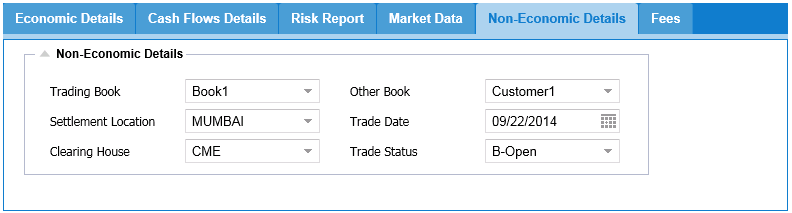 Economic Details Cash Flows Details Risk Report Market Data Non-Economic Details Fees
Non-Economic Details
Trading Book Book1 Other Book Customer1
Settlement Location MUMBAI Trade Date 09/22/2014
Clearing House CME Trade Status B-Open